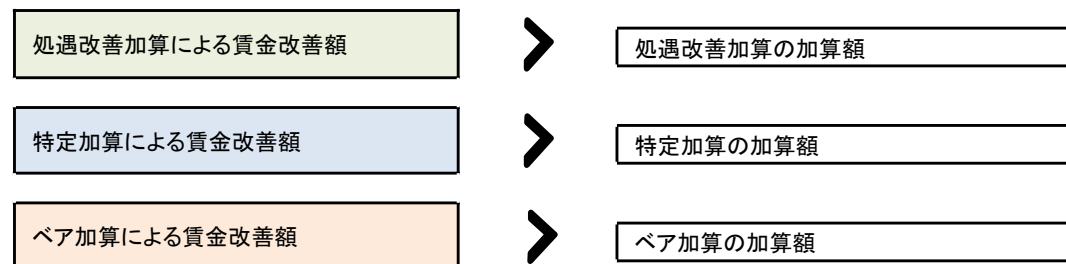 処遇改善加算による賃金改善額
処遇改善加算の加算額
特定加算による賃金改善額
特定加算の加算額
ベア加算による賃金改善額
ベア加算の加算額